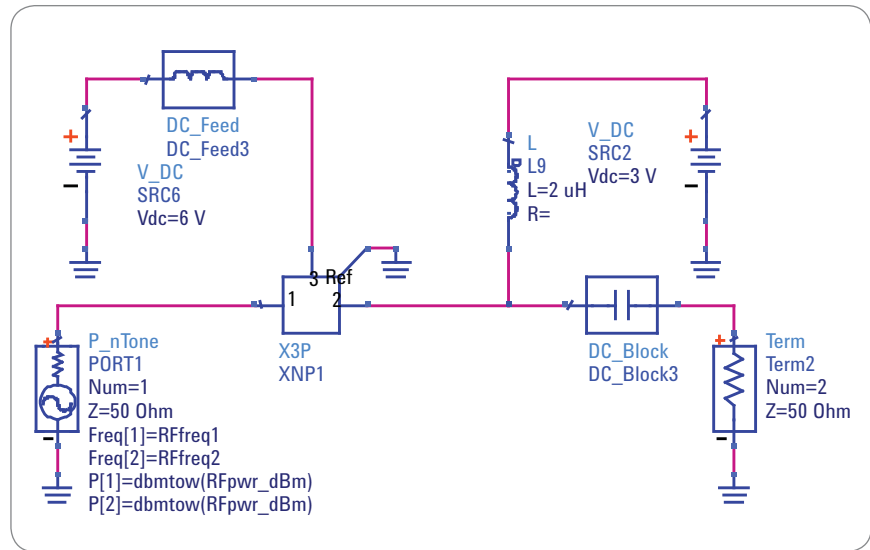 DC_Feed
DC_Feed3
+
V_DC
SRC6
Vdc=6 V
−
L
L9
L=2 uH
R=
V_DC
SRC2
Vdc=3 V
+
−
3 Ref
1
2
X3P
XNP1
DC_Block
DC_Block3
+
P_nTone
PORT1
Num=1
Z=50 Ohm
Freq[1]=RFfreq1
Freq[2]=RFfreq2
P[1]=dbmtow(RFpwr_dBm)
P[2]=dbmtow(RFpwr_dBm)
−
+
Term
Term2
Num=2
Z=50 Ohm
−